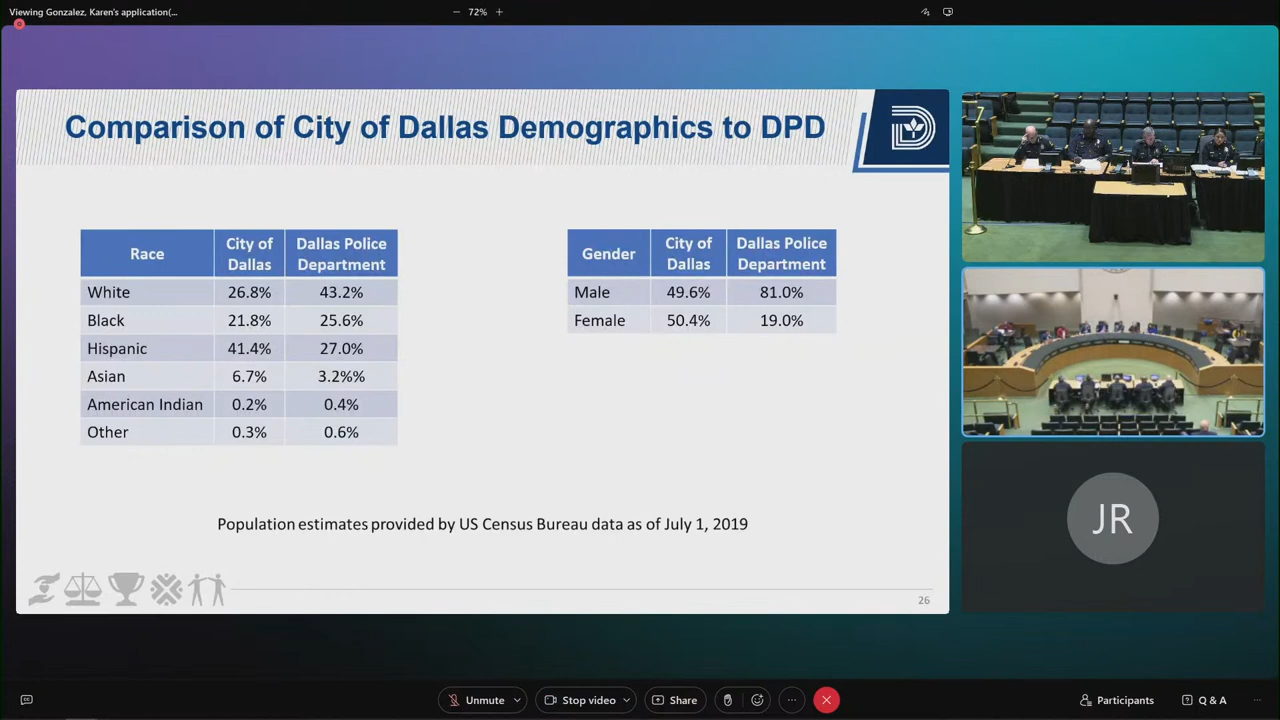 Viewing Gonzalez, Karen's application(...
72%
Comparison of City of Dallas Demographics to DPD
Race City of Dallas Dallas Police Department
White 26.8% 43.2%
Black 21.8% 25.6%
Hispanic 41.4% 27.0%
Asian 6.7% 3.2%%
American Indian 0.2% 0.4%
Other 0.3% 0.6%
Gender City of Dallas Dallas Police Department
Male 49.6% 81.0%
Female 50.4% 19.0%
Population estimates provided by US Census Bureau data as of July 1, 2019
26
7
JR
Unmute
Stop video
Share
Participants
Q & A